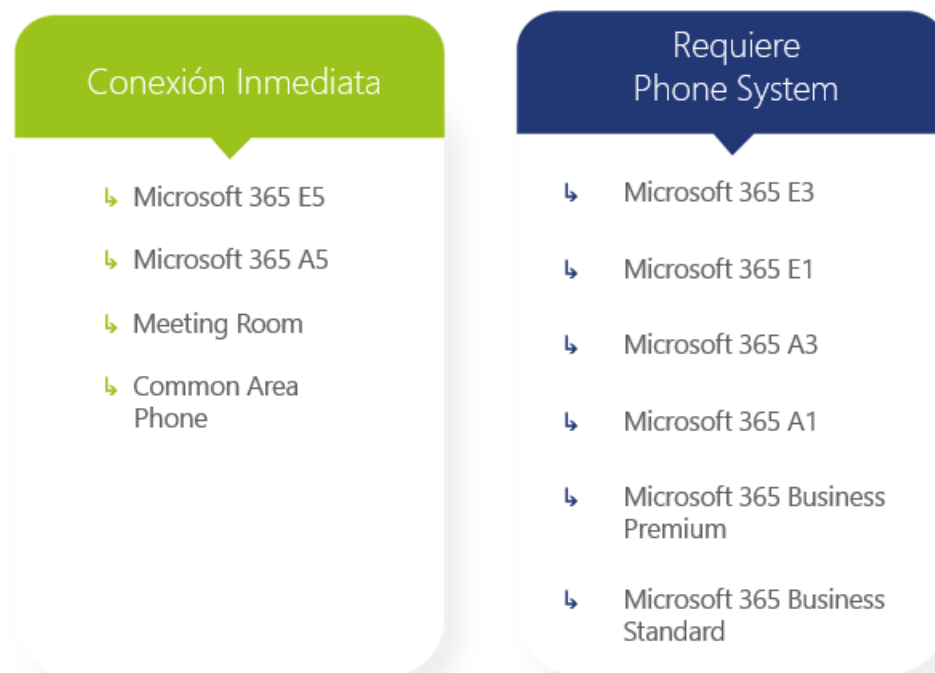 Conexión Inmediata
Microsoft 365 E5
Microsoft 365 A5
Meeting Room
Common Area
Phone
Requiere
Phone System
Microsoft 365 E3
Microsoft 365 E1
Microsoft 365 A3
Microsoft 365 A1
Microsoft 365 Business
Premium
Microsoft 365 Business
Standard